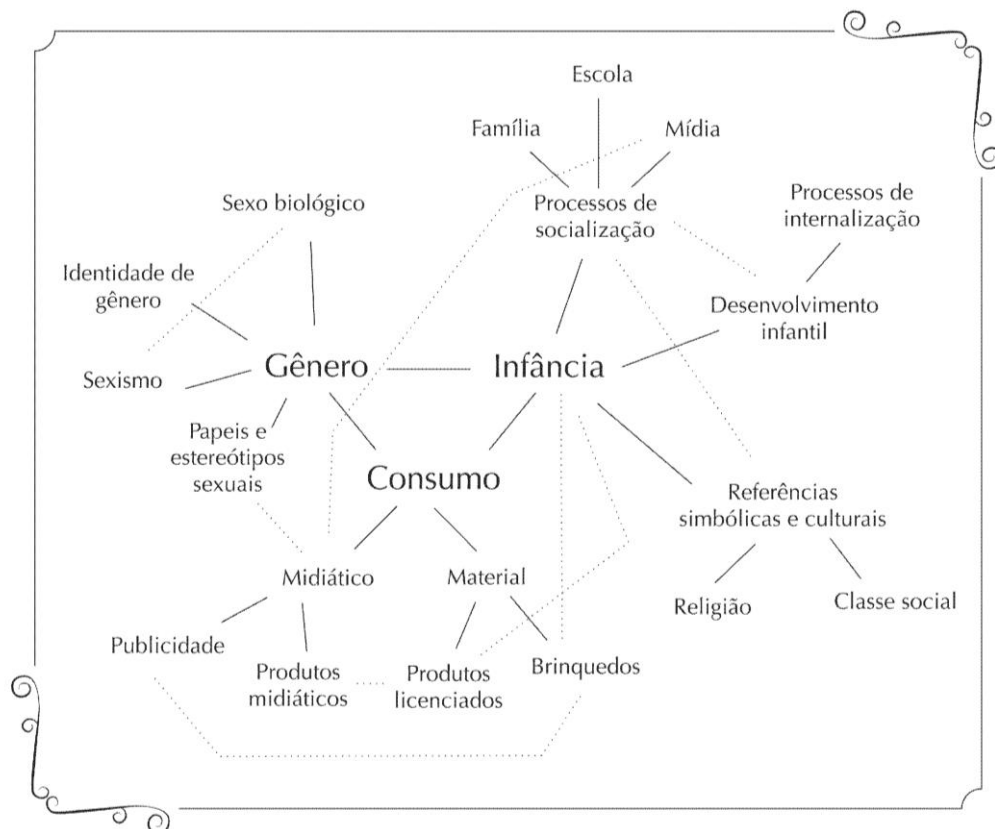 Escola
Família
Mídia
Processos de
socialização
Processos de
internalização
Sexo biológico
Identidade de
gênero
Desenvolvimento
infantil
Sexismo
Gênero
Infância
Papeis e
estereótipos
sexuais
Consumo
Referências
simbólicas e culturais
Midiático
Material
Religião
Classe social
Publicidade
Produtos
midiáticos
Produtos
licenciados
Brinquedos